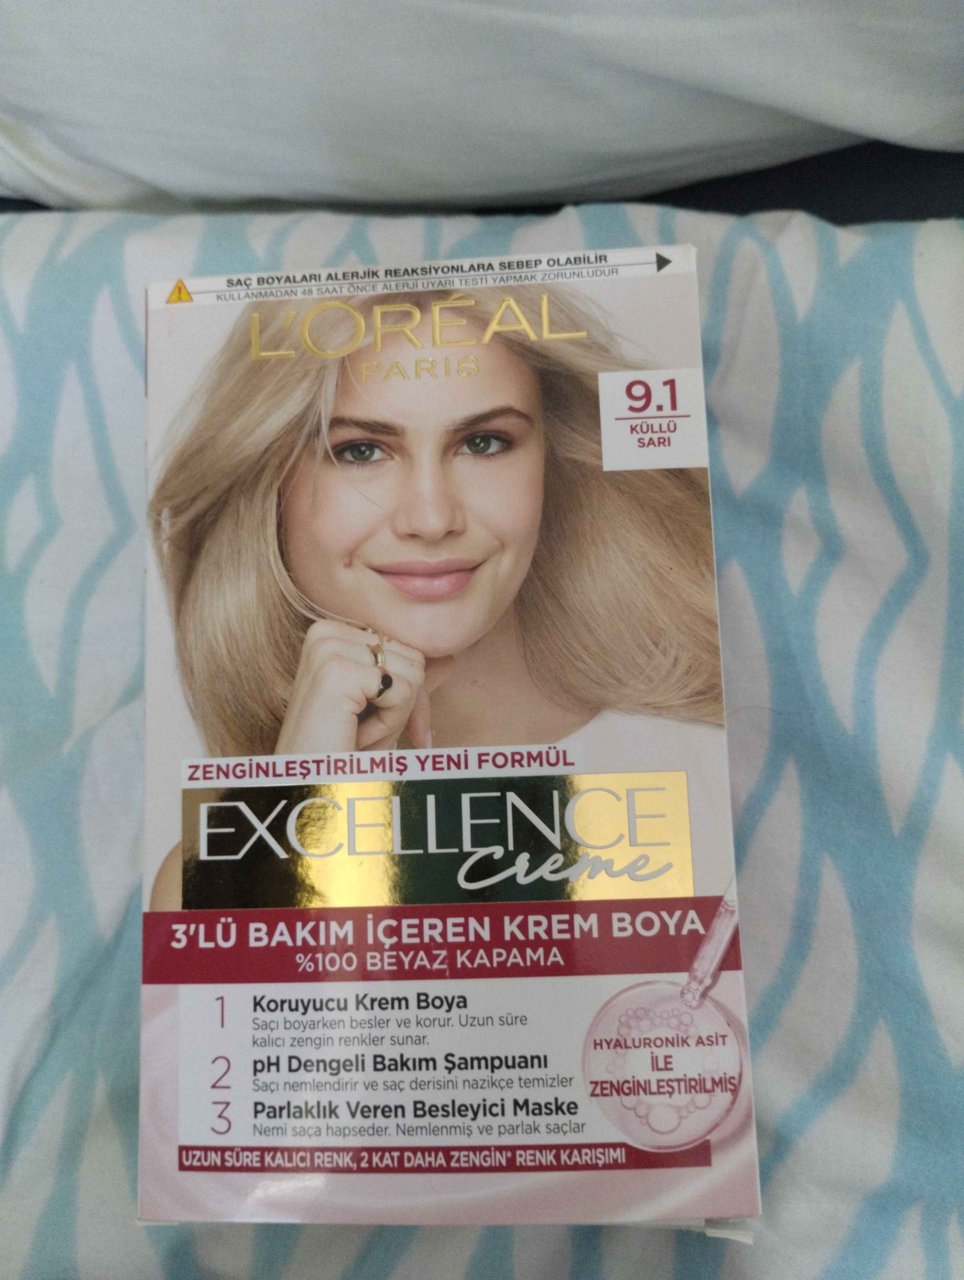 SAÇ BOYALARI ALERJİK REAKSİYONLARA SEBEP OLABİLİR
KULLANMADAN 48 SAAT ÖNCE ALERJİ UYARI TESTİ YAPMAK ZORUNLUDUR
L'ORÉAL
PARIS
9.1
KÜLLÜ
SARI
ZENGİNLEŞTİRİLMİŞ YENİ FORMÜL
EXCELLENCE
Creme
3'LÜ BAKIM İÇEREN KREM BOYA
%100 BEYAZ KAPAMA
1 Koruyucu Krem Boya
Saçı boyarken besler ve korur. Uzun süre
kalıcı zengin renkler sunar.
2 pH Dengeli Bakım Şampuanı
Saçı nemlendirir ve saç derisini nazikçe temizler
3 Parlaklık Veren Besleyici Maske
Nemi saça hapseder. Nemlenmiş ve parlak saçlar
HYALURONİK ASİT
İLE
ZENGİNLEŞTİRİLMİŞ
UZUN SÜRE KALICI RENK, 2 KAT DAHA ZENGİN* RENK KARIŞIMI